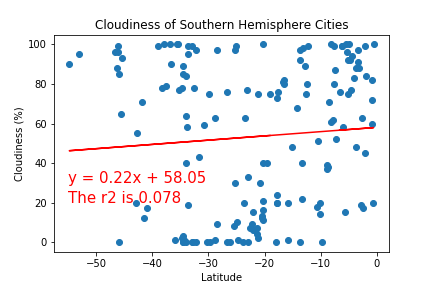 Cloudiness of Southern Hemisphere Cities
100
80
60
40
20
0
Cloudiness (%)
y = 0.22x + 58.05
The r2 is 0.078
−50 −40 −30 −20 −10 0
Latitude